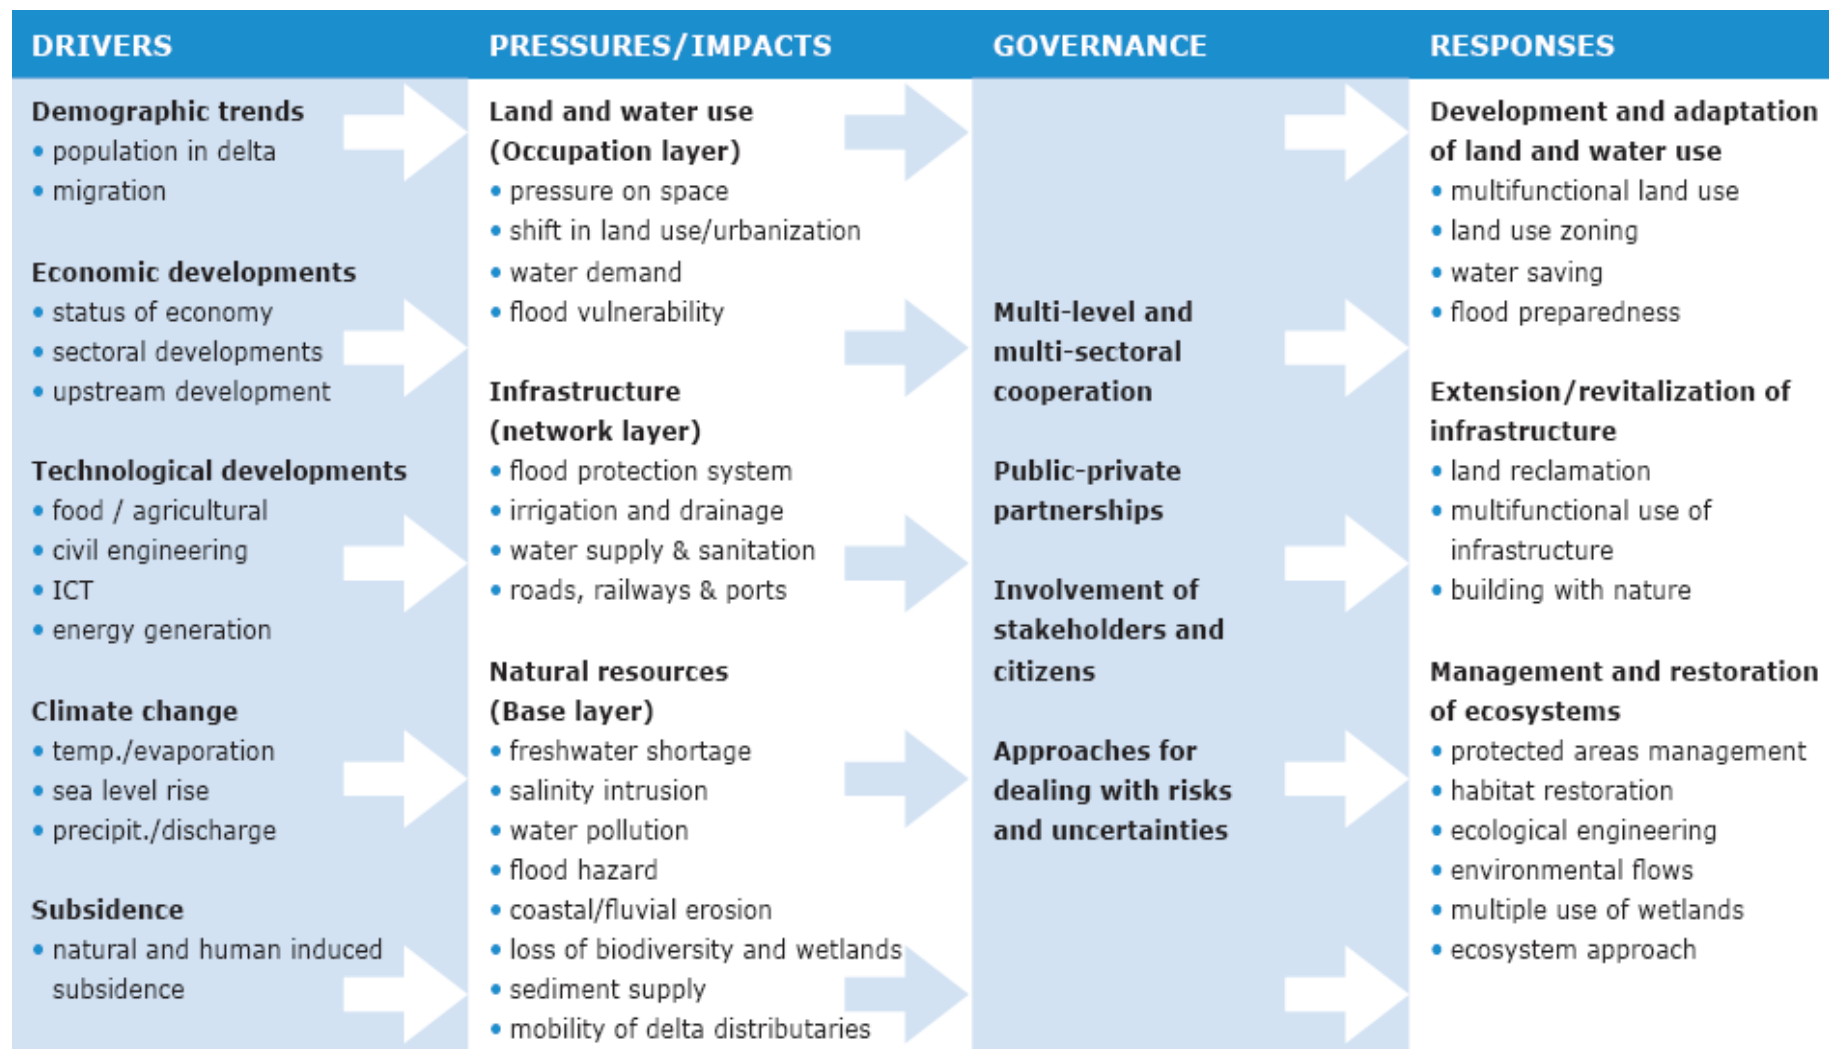 DRIVERS
Demographic trends
• population in delta
• migration
Economic developments
• status of economy
• sectoral developments
• upstream development
Technological developments
• food / agricultural
• civil engineering
• ICT
• energy generation
Climate change
• temp./evaporation
• sea level rise
• precipit./discharge
Subsidence
• natural and human induced
subsidence
PRESSURES/IMPACTS
Land and water use
(Occupation layer)
• pressure on space
• shift in land use/urbanization
• water demand
• flood vulnerability
Infrastructure
(network layer)
• flood protection system
• irrigation and drainage
• water supply & sanitation
• roads, railways & ports
Natural resources
(Base layer)
• freshwater shortage
• salinity intrusion
• water pollution
• flood hazard
• coastal/fluvial erosion
• loss of biodiversity and wetlands
• sediment supply
• mobility of delta distributaries
GOVERNANCE
Multi-level and
multi-sectoral
cooperation
Public-private
partnerships
Involvement of
stakeholders and
citizens
Approaches for
dealing with risks
and uncertainties
RESPONSES
Development and adaptation
of land and water use
• multifunctional land use
• land use zoning
• water saving
• flood preparedness
Extension/revitalization of
infrastructure
• land reclamation
• multifunctional use of
infrastructure
• building with nature
Management and restoration
of ecosystems
• protected areas management
• habitat restoration
• ecological engineering
• environmental flows
• multiple use of wetlands
• ecosystem approach